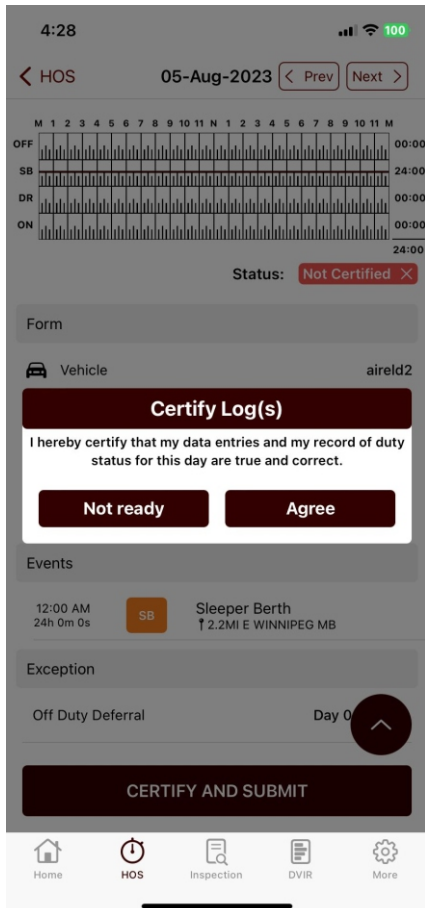 4:28
100
HOS
05-Aug-2023
Prev
Next
M 1 2 3 4 5 6 7 8 9 10 11 N 1 2 3 4 5 6 7 8 9 10 11 M
OFF 00:00
SB 24:00
DR 00:00
ON 00:00
24:00
Status: Not Certified
Form
Vehicle aireld2
Certify Log(s)
I hereby certify that my data entries and my record of duty
status for this day are true and correct.
Not ready Agree
Events
12:00 AM SB Sleeper Berth
24h 0m 0s 2.2MI E WINNIPEG MB
Exception
Off Duty Deferral Day 0
CERTIFY AND SUBMIT
Home HOS Inspection DVIR More